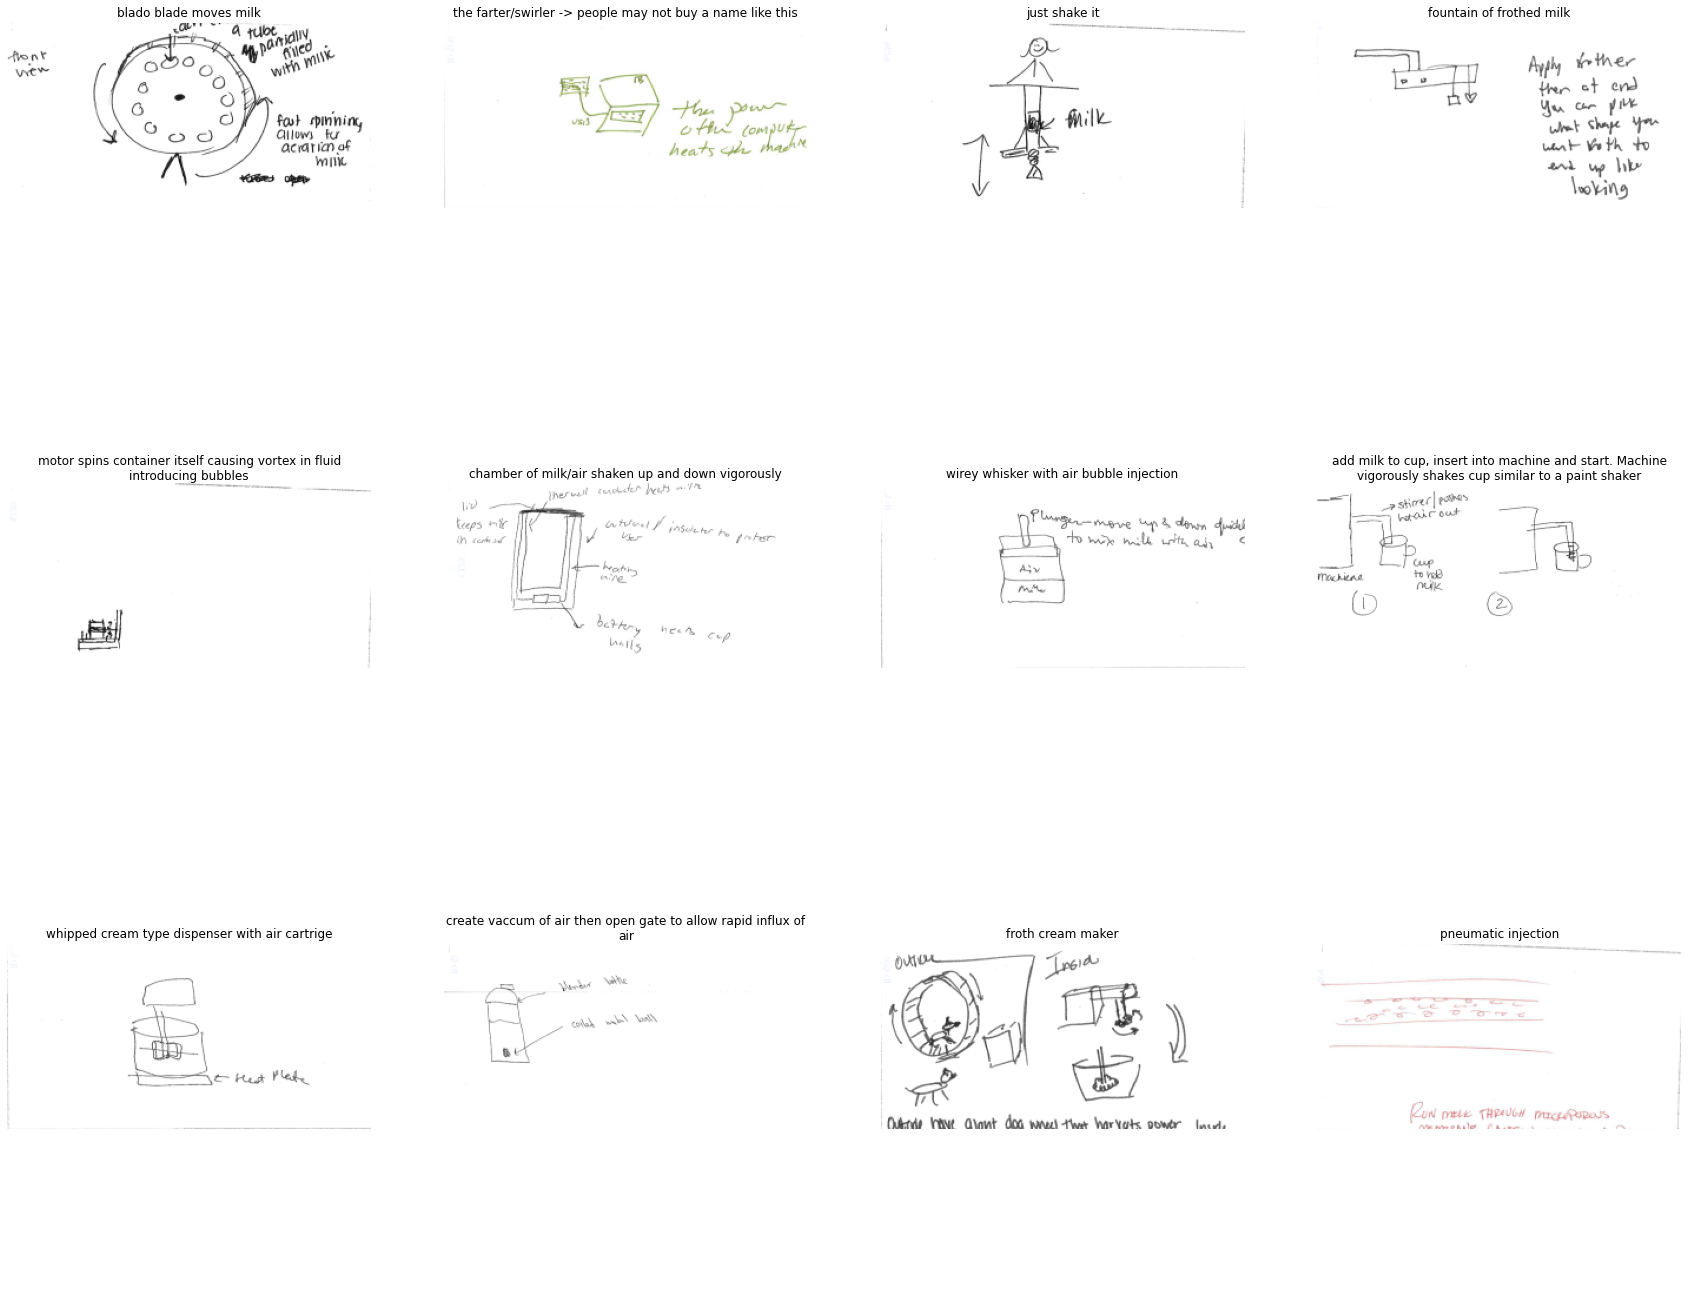 blado blade moves milk
front
view
a tube
partially
filled
with milk
fast spinning
allows for
aeration of
milk
the farter/swirler -> people may not buy a name like this
USB
the power
of the computer
heats the machine
just shake it
milk
fountain of frothed milk
Apply frother
then at end
you can pick
what shape you
want froth to
end up like
looking
motor spins container itself causing vortex in fluid
introducing bubbles
chamber of milk/air shaken up and down vigorously
thermal conductor heats milk
lid
keeps milk
in container
external / insulator to protect
user
heating
wire
battery heats cup
walls
wirey whisker with air bubble injection
Plunger-move up & down
to mix milk with air
Air
Milk
add milk to cup, insert into machine and start. Machine
vigorously shakes cup similar to a paint shaker
stirrer/pushes
hot air out
machine
cup
to hold
milk
1
2
whipped cream type dispenser with air cartrige
Heat Plate
create vaccum of air then open gate to allow rapid influx of
air
blender bottle
coiled metal ball
froth cream maker
Outside
Inside
Outside have giant dog wheel that harvests power
pneumatic injection
RUN MILK THROUGH MICROPOROUS